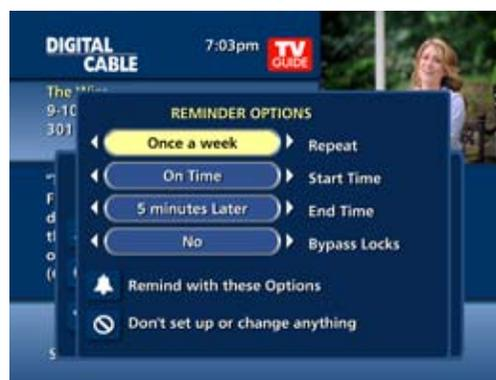 DIGITAL CABLE
7:03pm
TV GUIDE
The
9-10
301
REMINDER OPTIONS
Once a week Repeat
On Time Start Time
5 minutes Later End Time
No Bypass Locks
Remind with these Options
Don't set up or change anything